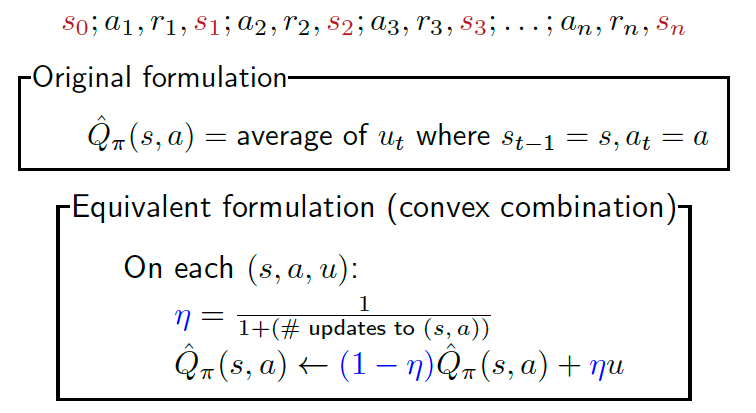 s₀; a₁, r₁, s₁; a₂, r₂, s₂; a₃, r₃, s₃; . . . ; aₙ, rₙ, sₙ
Original formulation
Q̂π(s, a) = average of uₜ where sₜ₋₁ = s, aₜ = a
Equivalent formulation (convex combination)
On each (s, a, u):
η = 1/(1+(# updates to (s, a)))
Q̂π(s, a) ← (1 − η)Q̂π(s, a) + ηu